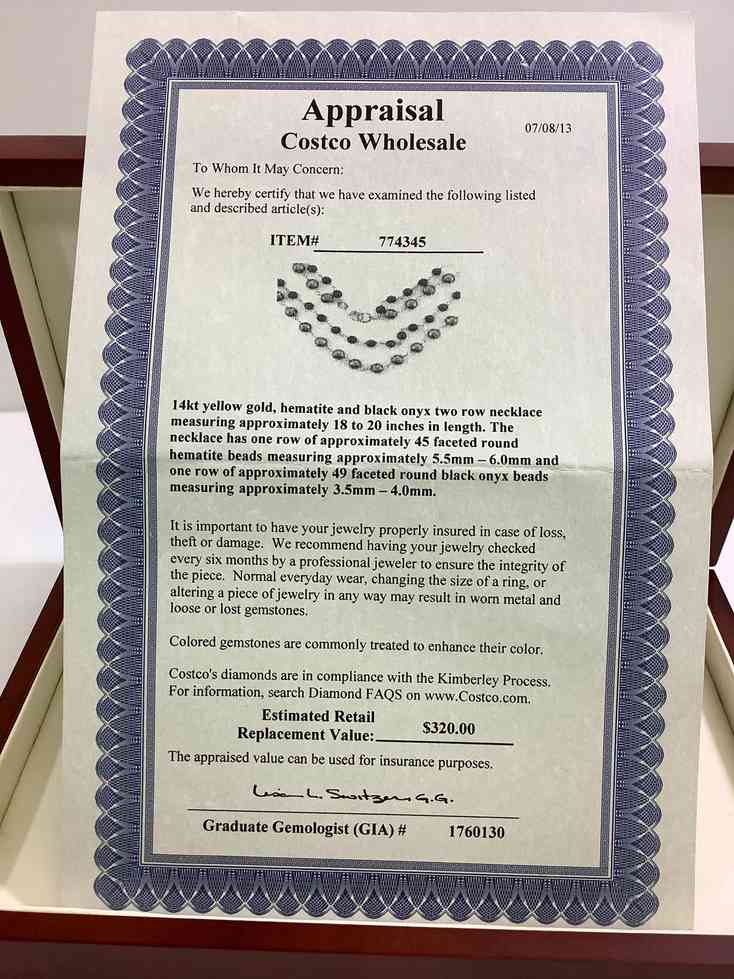 Appraisal
07/08/13
Costco Wholesale
To Whom It May Concern:
We hereby certify that we have examined the following listed
and described article(s):
ITEM# 774345
14kt yellow gold, hematite and black onyx two row necklace
measuring approximately 18 to 20 inches in length. The
necklace has one row of approximately 45 faceted round
hematite beads measuring approximately 5.5mm – 6.0mm and
one row of approximately 49 faceted round black onyx beads
measuring approximately 3.5mm – 4.0mm.
It is important to have your jewelry properly insured in case of loss,
theft or damage. We recommend having your jewelry checked
every six months by a professional jeweler to ensure the integrity of
the piece. Normal everyday wear, changing the size of a ring, or
altering a piece of jewelry in any way may result in worn metal and
loose or lost gemstones.
Colored gemstones are commonly treated to enhance their color.
Costco's diamonds are in compliance with the Kimberley Process.
For information, search Diamond FAQS on www.Costco.com.
Estimated Retail
Replacement Value: $320.00
The appraised value can be used for insurance purposes.
L. G.G.
Graduate Gemologist (GIA) # 1760130